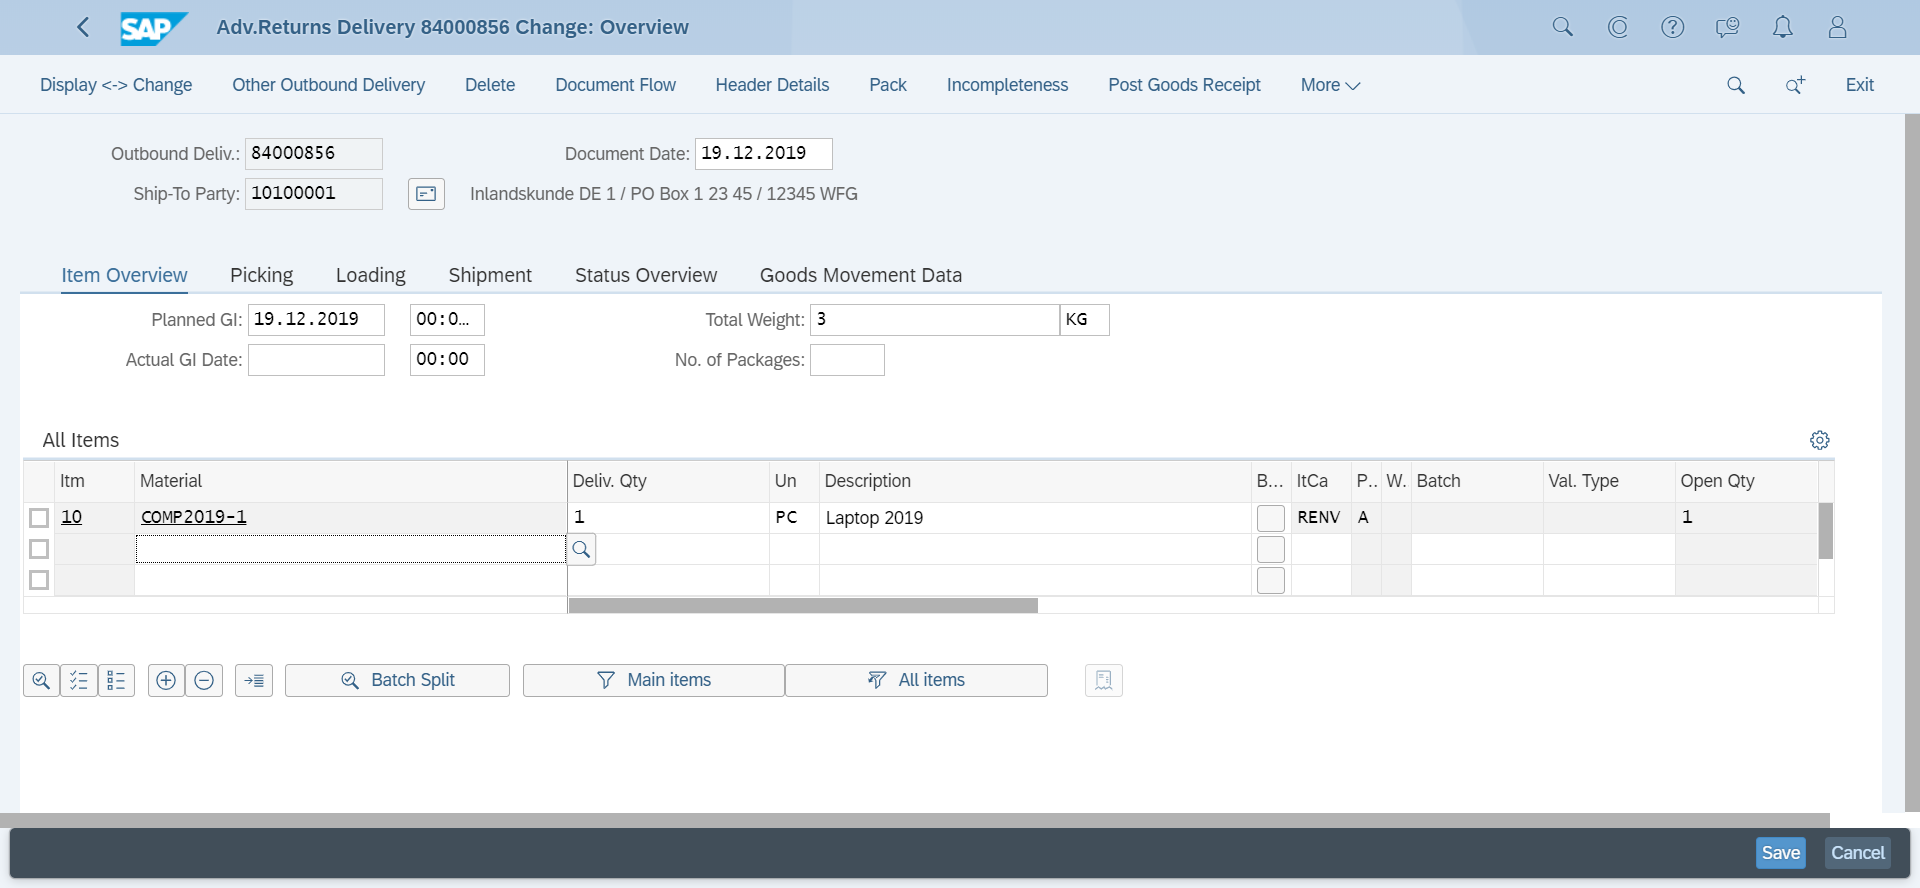 SAP Adv.Returns Delivery 84000856 Change: Overview
Display <-> Change Other Outbound Delivery Delete Document Flow Header Details Pack Incompleteness Post Goods Receipt More Exit
Outbound Deliv.: 84000856 Document Date: 19.12.2019
Ship-To Party: 10100001 Inlandskunde DE 1 / PO Box 1 23 45 / 12345 WFG
Item Overview Picking Loading Shipment Status Overview Goods Movement Data
Planned GI: 19.12.2019 00:0... Total Weight: 3 KG
Actual GI Date: 00:00 No. of Packages:
All Items
Itm Material Deliv. Qty Un Description B... ItCa P.. W. Batch Val. Type Open Qty
10 COMP2019-1 1 PC Laptop 2019 RENV A 1
Batch Split Main items All items
Save Cancel